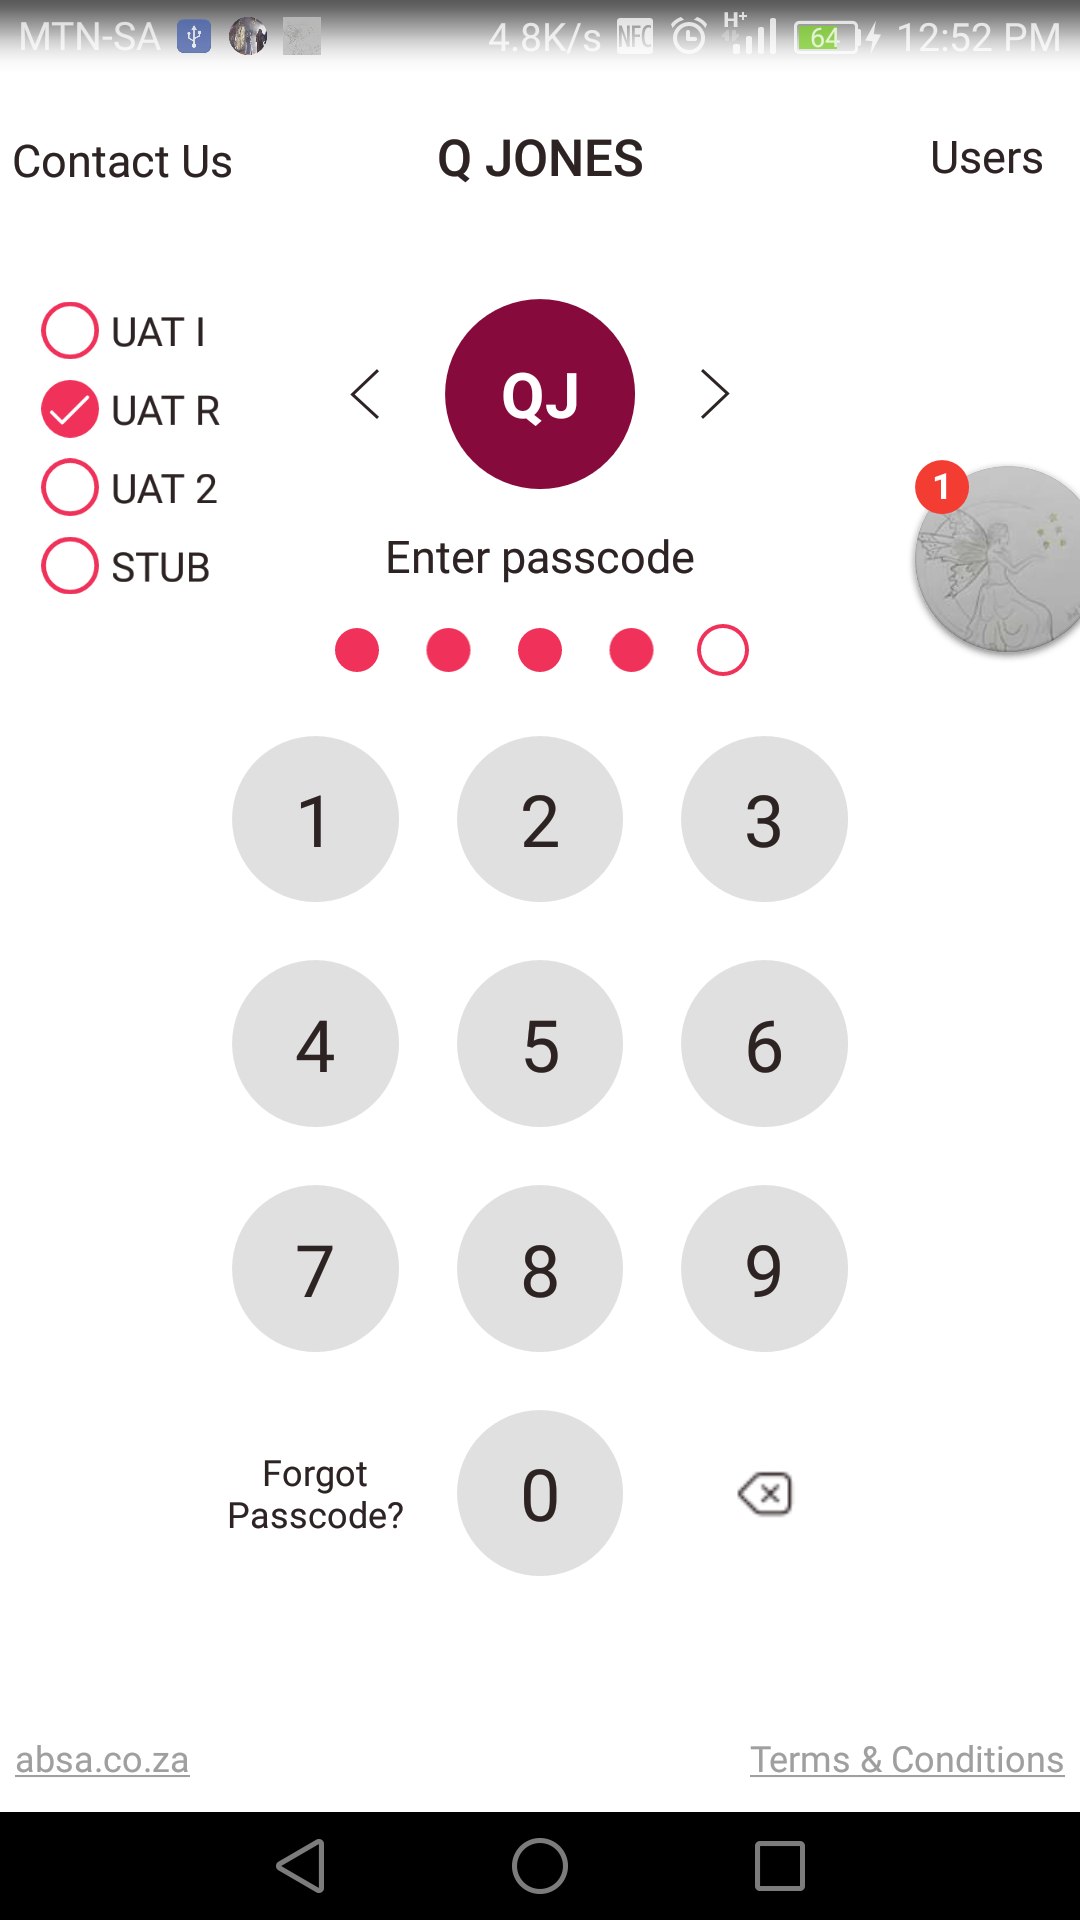 MTN-SA 4.8K/s NFC H+ 64 12:52 PM
Contact Us Q JONES Users
UAT I
UAT R
UAT 2
STUB
QJ
1
Enter passcode
1 2 3
4 5 6
7 8 9
Forgot
Passcode?
0
absa.co.za Terms & Conditions